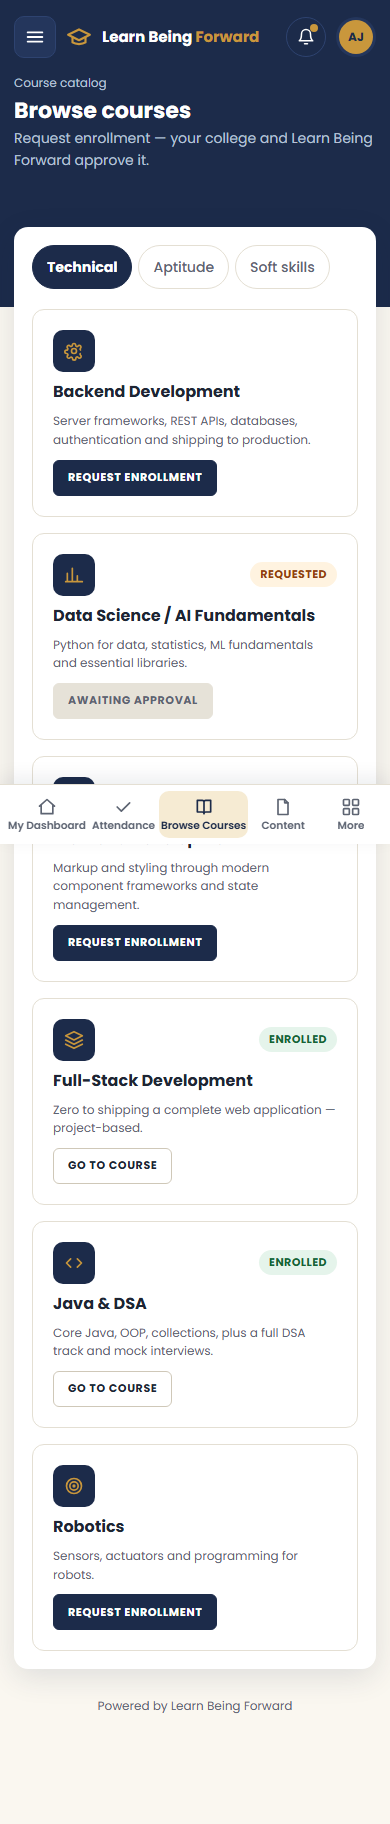 Learn Being Forward
AJ
Course catalog
Browse courses
Request enrollment — your college and Learn Being
Forward approve it.
Technical
Aptitude
Soft skills
Backend Development
Server frameworks, REST APIs, databases,
authentication and shipping to production.
REQUEST ENROLLMENT
REQUESTED
Data Science / AI Fundamentals
Python for data, statistics, ML fundamentals
and essential libraries.
AWAITING APPROVAL
My Dashboard
Attendance
Browse Courses
Content
More
Markup and styling through modern
component frameworks and state
management.
REQUEST ENROLLMENT
ENROLLED
Full-Stack Development
Zero to shipping a complete web application —
project-based.
GO TO COURSE
ENROLLED
Java & DSA
Core Java, OOP, collections, plus a full DSA
track and mock interviews.
GO TO COURSE
Robotics
Sensors, actuators and programming for
robots.
REQUEST ENROLLMENT
Powered by Learn Being Forward